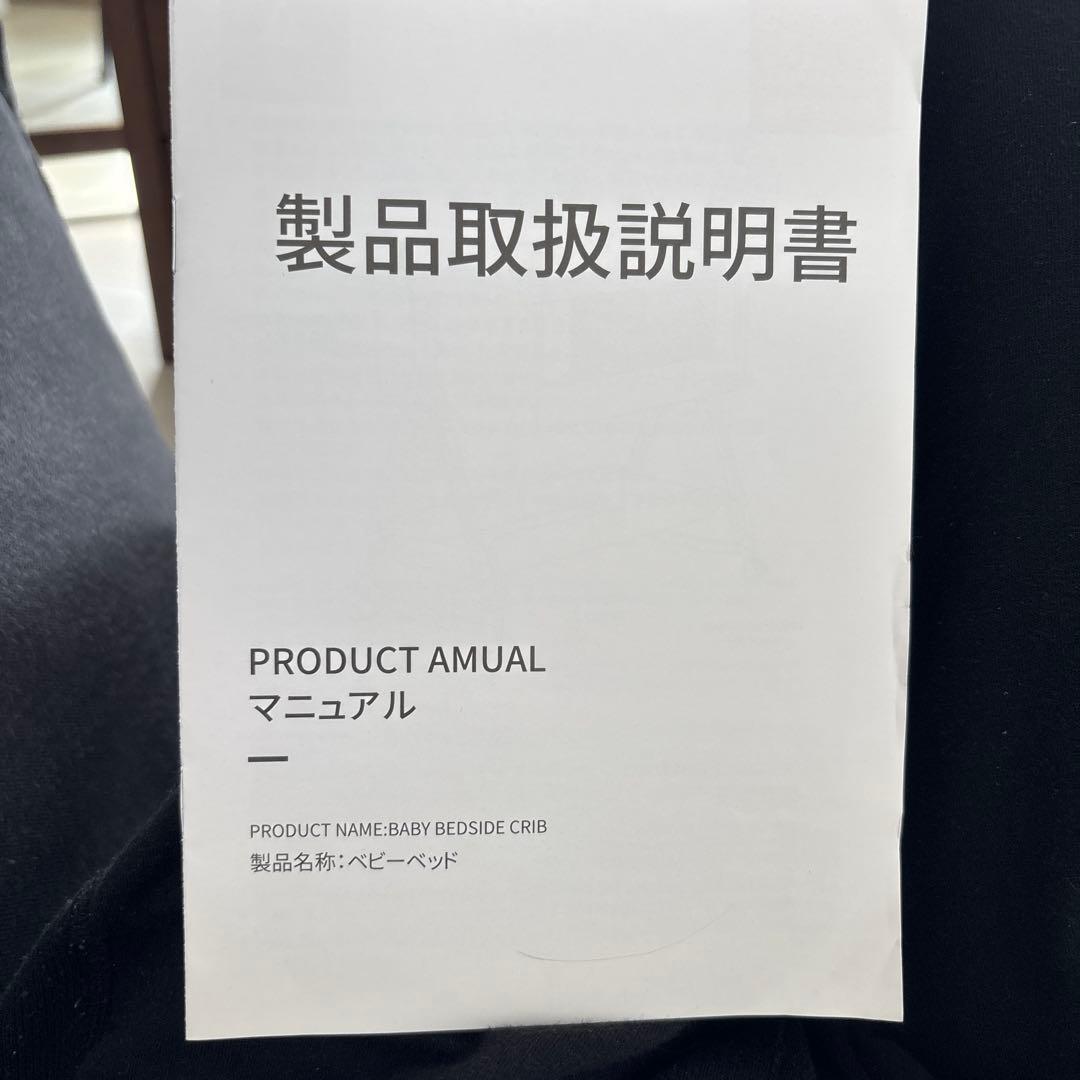 製品取扱説明書
PRODUCT AMUAL
マニュアル
PRODUCT NAME:BABY BEDSIDE CRIB
製品名称:ベビーベッド